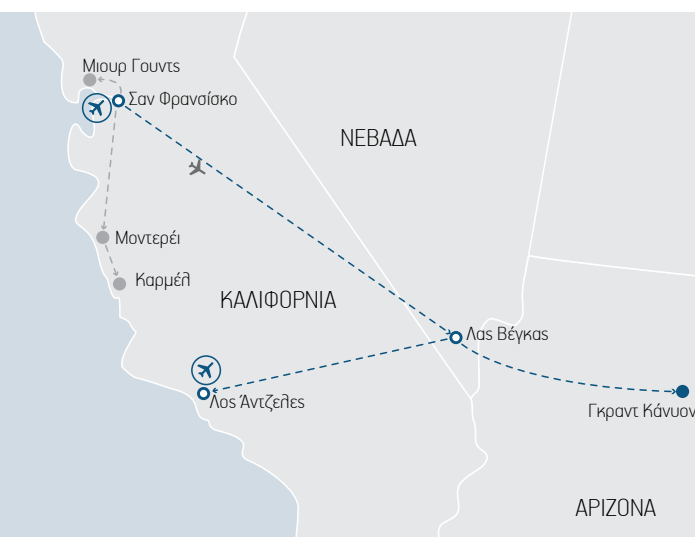 Μιουρ Γουντς
Σαν Φρανσίσκο
ΝΕΒΑΔΑ
Μοντερέι
Καρμέλ
ΚΑΛΙΦΟΡΝΙΑ
Λας Βέγκας
Λος Άντζελες
Γκραντ Κάνυον
ΑΡΙΖΟΝΑ